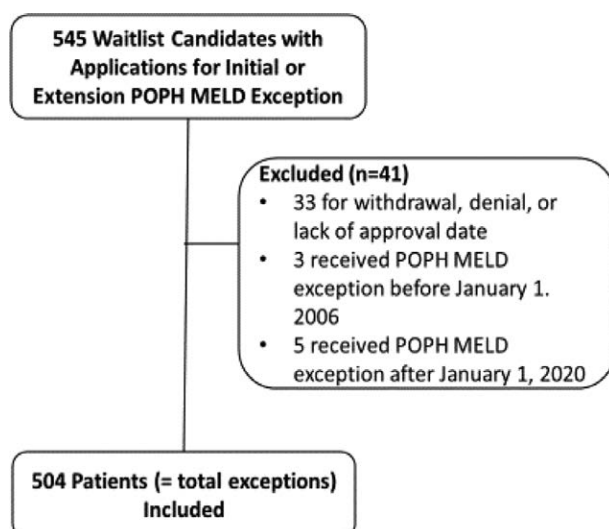 545 Waitlist Candidates with
Applications for Initial or
Extension POPH MELD Exception
Excluded (n=41)
• 33 for withdrawal, denial, or
lack of approval date
• 3 received POPH MELD
exception before January 1.
2006
• 5 received POPH MELD
exception after January 1, 2020
504 Patients (= total exceptions)
Included